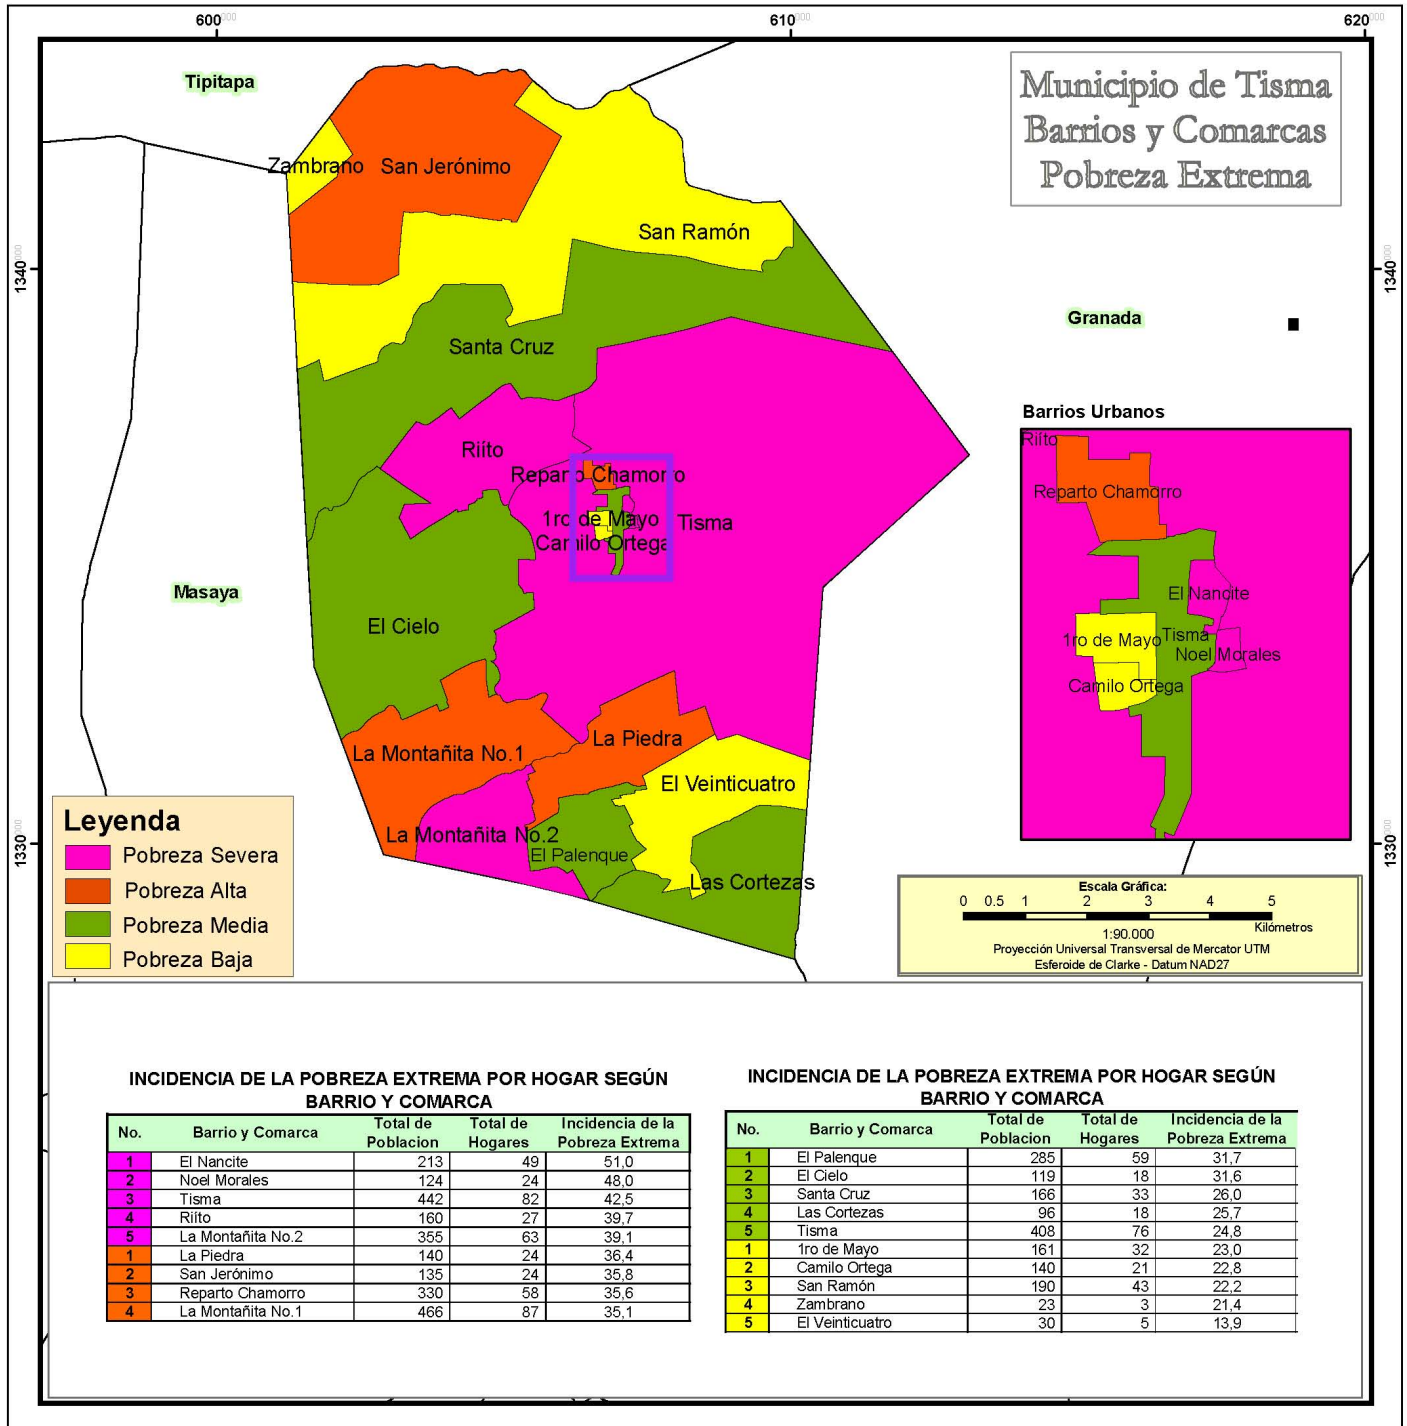 600000
610000
620000
1340000
1340000
1330000
1330000
Municipio de Tisma
Barrios y Comarcas
Pobreza Extrema
Tipitapa
Zambrano
San Jerónimo
San Ramón
Granada
Santa Cruz
Riíto
Reparto Chamorro
1ro de Mayo
Tisma
Camilo Ortega
Masaya
El Cielo
La Montañita No.1
La Piedra
El Veinticuatro
La Montañita No.2
El Palenque
Las Cortezas
Barrios Urbanos
Riíto
Reparto Chamorro
El Nancite
1ro de Mayo
Tisma
Noel Morales
Camilo Ortega
Leyenda
Pobreza Severa
Pobreza Alta
Pobreza Media
Pobreza Baja
Escala Gráfica:
0 0.5 1 2 3 4 5
Kilómetros
1:90.000
Proyección Universal Transversal de Mercator UTM
Esferoide de Clarke - Datum NAD27
INCIDENCIA DE LA POBREZA EXTREMA POR HOGAR SEGÚN
BARRIO Y COMARCA
No. Barrio y Comarca Total de Poblacion Total de Hogares Incidencia de la Pobreza Extrema
1 El Nancite 213 49 51,0
2 Noel Morales 124 24 48,0
3 Tisma 442 82 42,5
4 Riíto 160 27 39,7
5 La Montañita No.2 355 63 39,1
1 La Piedra 140 24 36,4
2 San Jerónimo 135 24 35,8
3 Reparto Chamorro 330 58 35,6
4 La Montañita No.1 466 87 35,1
INCIDENCIA DE LA POBREZA EXTREMA POR HOGAR SEGÚN
BARRIO Y COMARCA
No. Barrio y Comarca Total de Poblacion Total de Hogares Incidencia de la Pobreza Extrema
1 El Palenque 285 59 31,7
2 El Cielo 119 18 31,6
3 Santa Cruz 166 33 26,0
4 Las Cortezas 96 18 25,7
5 Tisma 408 76 24,8
1 1ro de Mayo 161 32 23,0
2 Camilo Ortega 140 21 22,8
3 San Ramón 190 43 22,2
4 Zambrano 23 3 21,4
5 El Veinticuatro 30 5 13,9